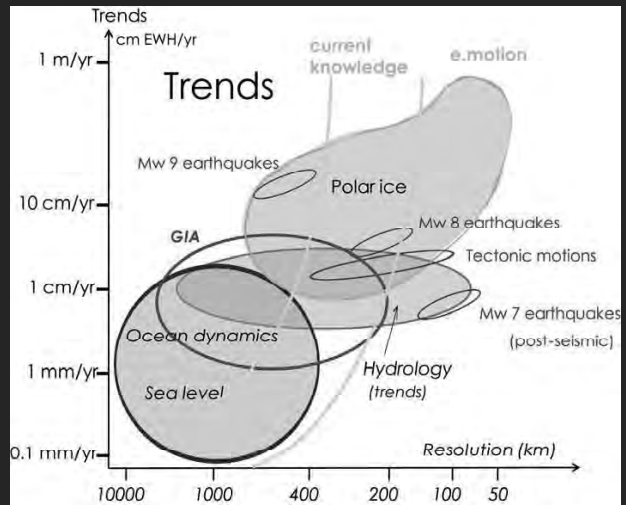 Trends
cm EWH/yr
1 m/yr
current
knowledge
e.motion
Trends
Mw 9 earthquakes
Polar ice
10 cm/yr
GIA
Mw 8 earthquakes
Tectonic motions
1 cm/yr
Mw 7 earthquakes
(post-seismic)
Ocean dynamics
Hydrology
(trends)
1 mm/yr
Sea level
0.1 mm/yr
Resolution (km)
10000 1000 400 200 100 50